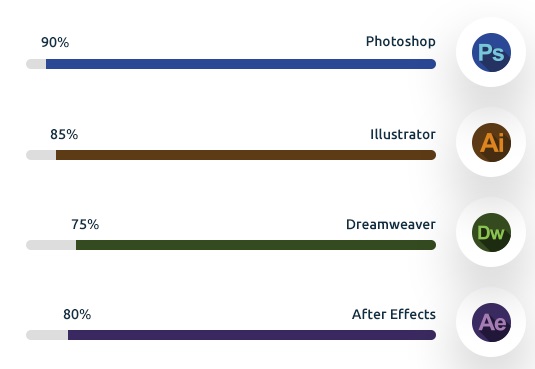 90%
Photoshop
Ps
85%
Illustrator
Ai
75%
Dreamweaver
Dw
80%
After Effects
Ae